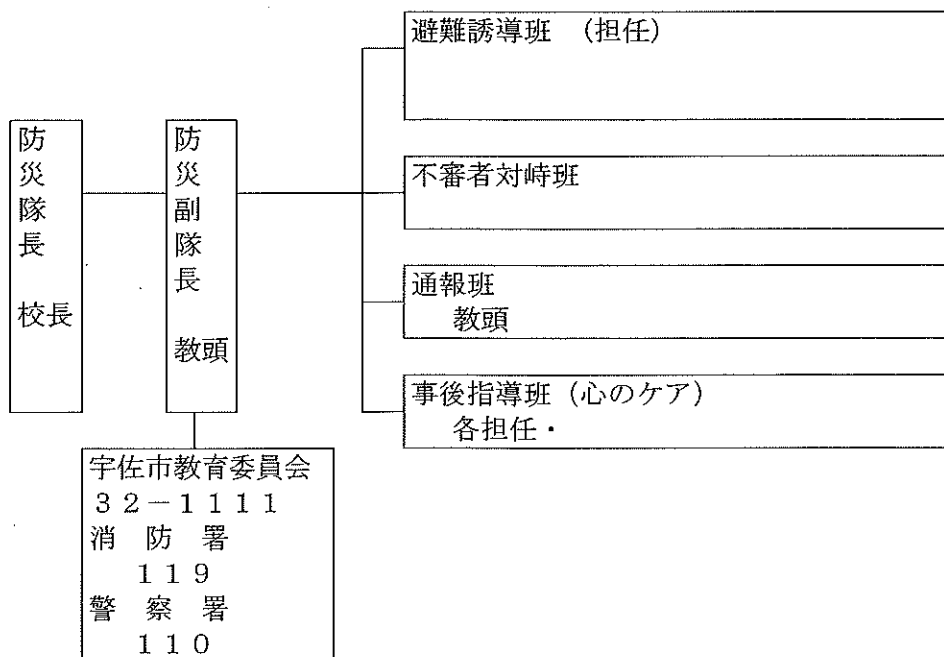 防災隊長　校長
防災副隊長　教頭
避難誘導班　（担任）
不審者対峙班
通報班
教頭
事後指導班（心のケア）
各担任・
宇佐市教育委員会
３２－１１１１
消　防　署
１１９
警　察　署
１１０